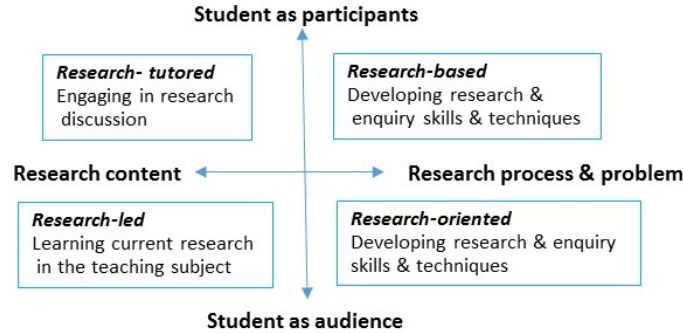 Student as participants
Research- tutored
Engaging in research
discussion
Research-based
Developing research &
enquiry skills & techniques
Research content
Research process & problem
Research-led
Learning current research
in the teaching subject
Research-oriented
Developing research & enquiry
skills & techniques
Student as audience